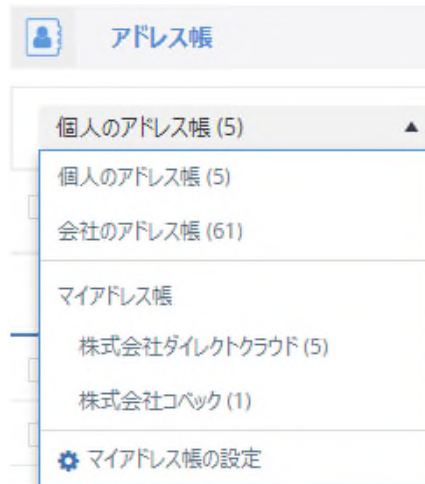 アドレス帳
個人のアドレス帳 (5)
個人のアドレス帳 (5)
会社のアドレス帳 (61)
マイアドレス帳
株式会社ダイレクトクラウド (5)
株式会社コベック (1)
マイアドレス帳の設定